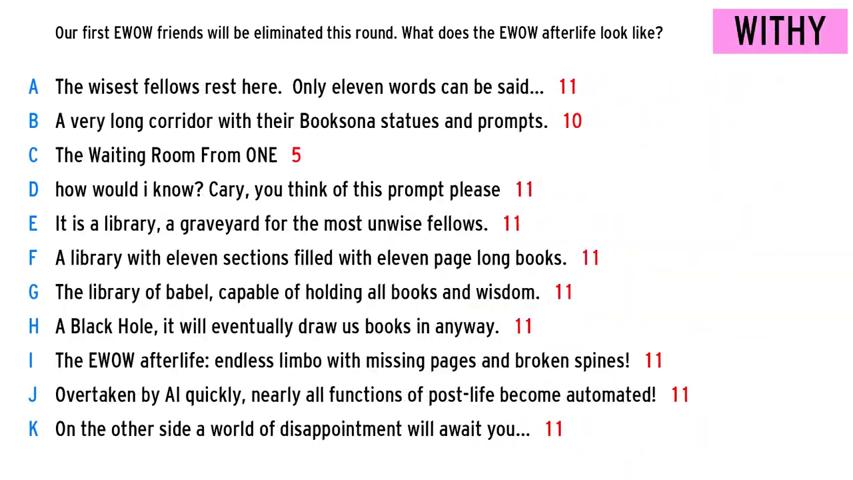 Our first EWOW friends will be eliminated this round. What does the EWOW afterlife look like?
WITHY
A The wisest fellows rest here. Only eleven words can be said... 11
B A very long corridor with their Booksona statues and prompts. 10
C The Waiting Room From ONE 5
D how would i know? Cary, you think of this prompt please 11
E It is a library, a graveyard for the most unwise fellows. 11
F A library with eleven sections filled with eleven page long books. 11
G The library of babel, capable of holding all books and wisdom. 11
H A Black Hole, it will eventually draw us books in anyway. 11
I The EWOW afterlife: endless limbo with missing pages and broken spines! 11
J Overtaken by AI quickly, nearly all functions of post-life become automated! 11
K On the other side a world of disappointment will await you... 11